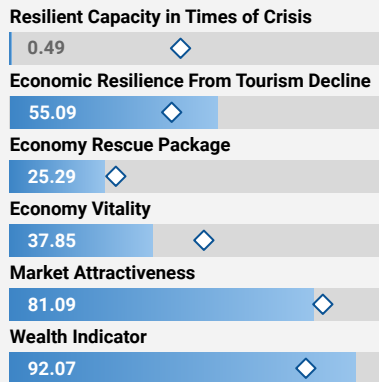 Resilient Capacity in Times of Crisis
0.49
Economic Resilience From Tourism Decline
55.09
Economy Rescue Package
25.29
Economy Vitality
37.85
Market Attractiveness
81.09
Wealth Indicator
92.07